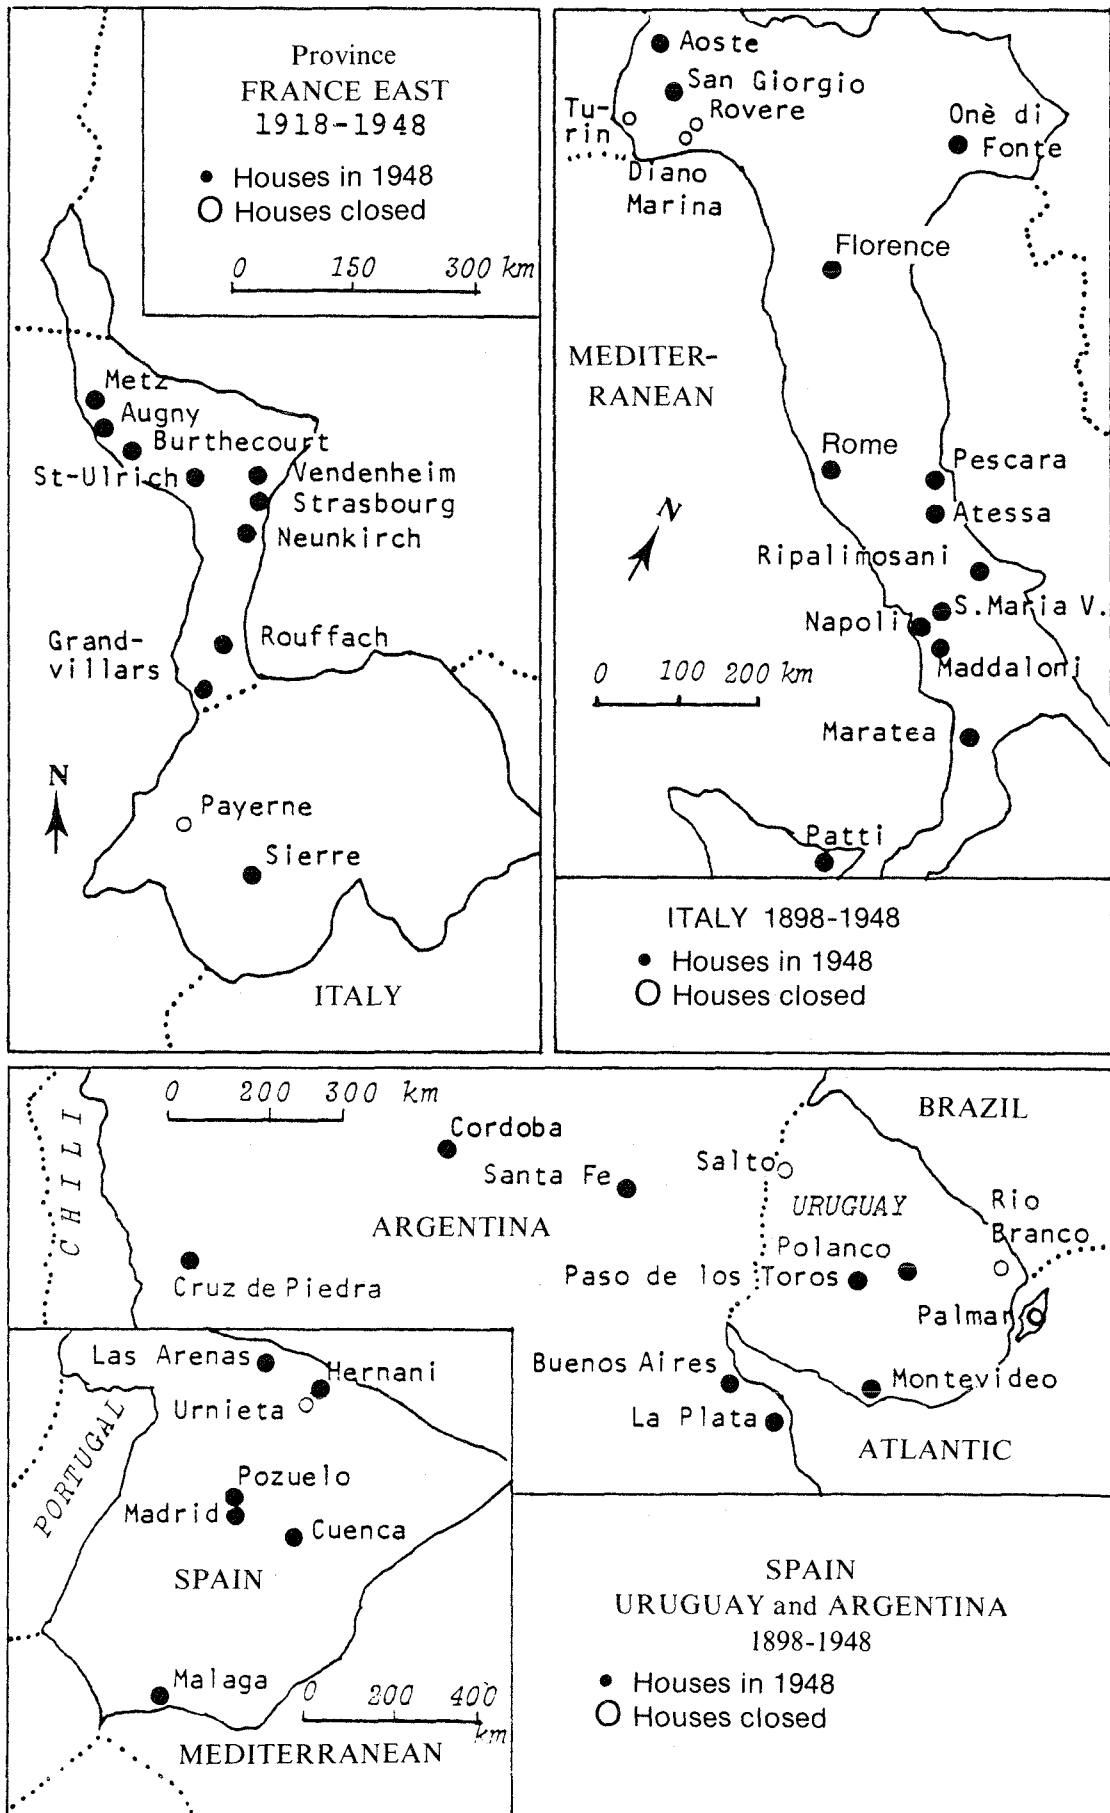 Province
FRANCE EAST
1918-1948
Houses in 1948
Houses closed
0 150 300 km
Metz
Augny
Burthecourt
St-Ulrich
Vendenheim
Strasbourg
Neunkirch
Grand-
villars
Rouffach
N
Payerne
Sierre
ITALY
Aoste
San Giorgio
Rovere
Tu-
rin
Diano
Marina
Onè di
Fonte
Florence
MEDITER-
RANEAN
Rome
Pescara
N
Atessa
Ripalimosani
S.Maria V.
Napoli
Maddaloni
0 100 200 km
Maratea
Patti
ITALY 1898-1948
Houses in 1948
Houses closed
0 200 300 km
CHILI
Cordoba
Santa Fe
ARGENTINA
Cruz de Piedra
BRAZIL
Salto
URUGUAY
Rio
Branco
Polanco
Paso de los Toros
Palmar
Buenos Aires
Montevideo
La Plata
ATLANTIC
Las Arenas
Hernani
Urnieta
PORTUGAL
Pozuelo
Madrid
Cuenca
SPAIN
Malaga
0 200 400
km
MEDITERRANEAN
SPAIN
URUGUAY and ARGENTINA
1898-1948
Houses in 1948
Houses closed